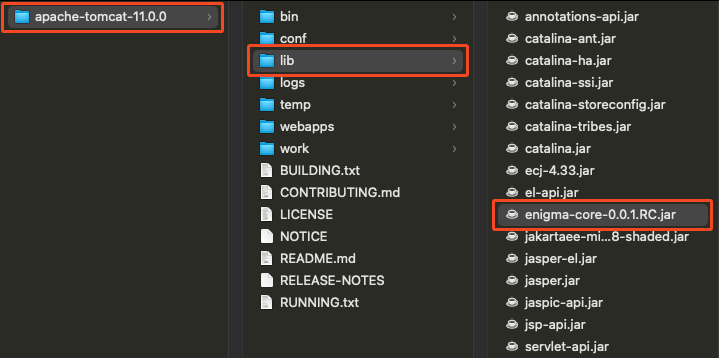 apache-tomcat-11.0.0
bin
conf
lib
logs
temp
webapps
work
BUILDING.txt
CONTRIBUTING.md
LICENSE
NOTICE
README.md
RELEASE-NOTES
RUNNING.txt
annotations-api.jar
catalina-ant.jar
catalina-ha.jar
catalina-ssi.jar
catalina-storeconfig.jar
catalina-tribes.jar
catalina.jar
ecj-4.33.jar
el-api.jar
enigma-core-0.0.1.RC.jar
jakartaee-mi...8-shaded.jar
jasper-el.jar
jasper.jar
jaspic-api.jar
jsp-api.jar
servlet-api.jar